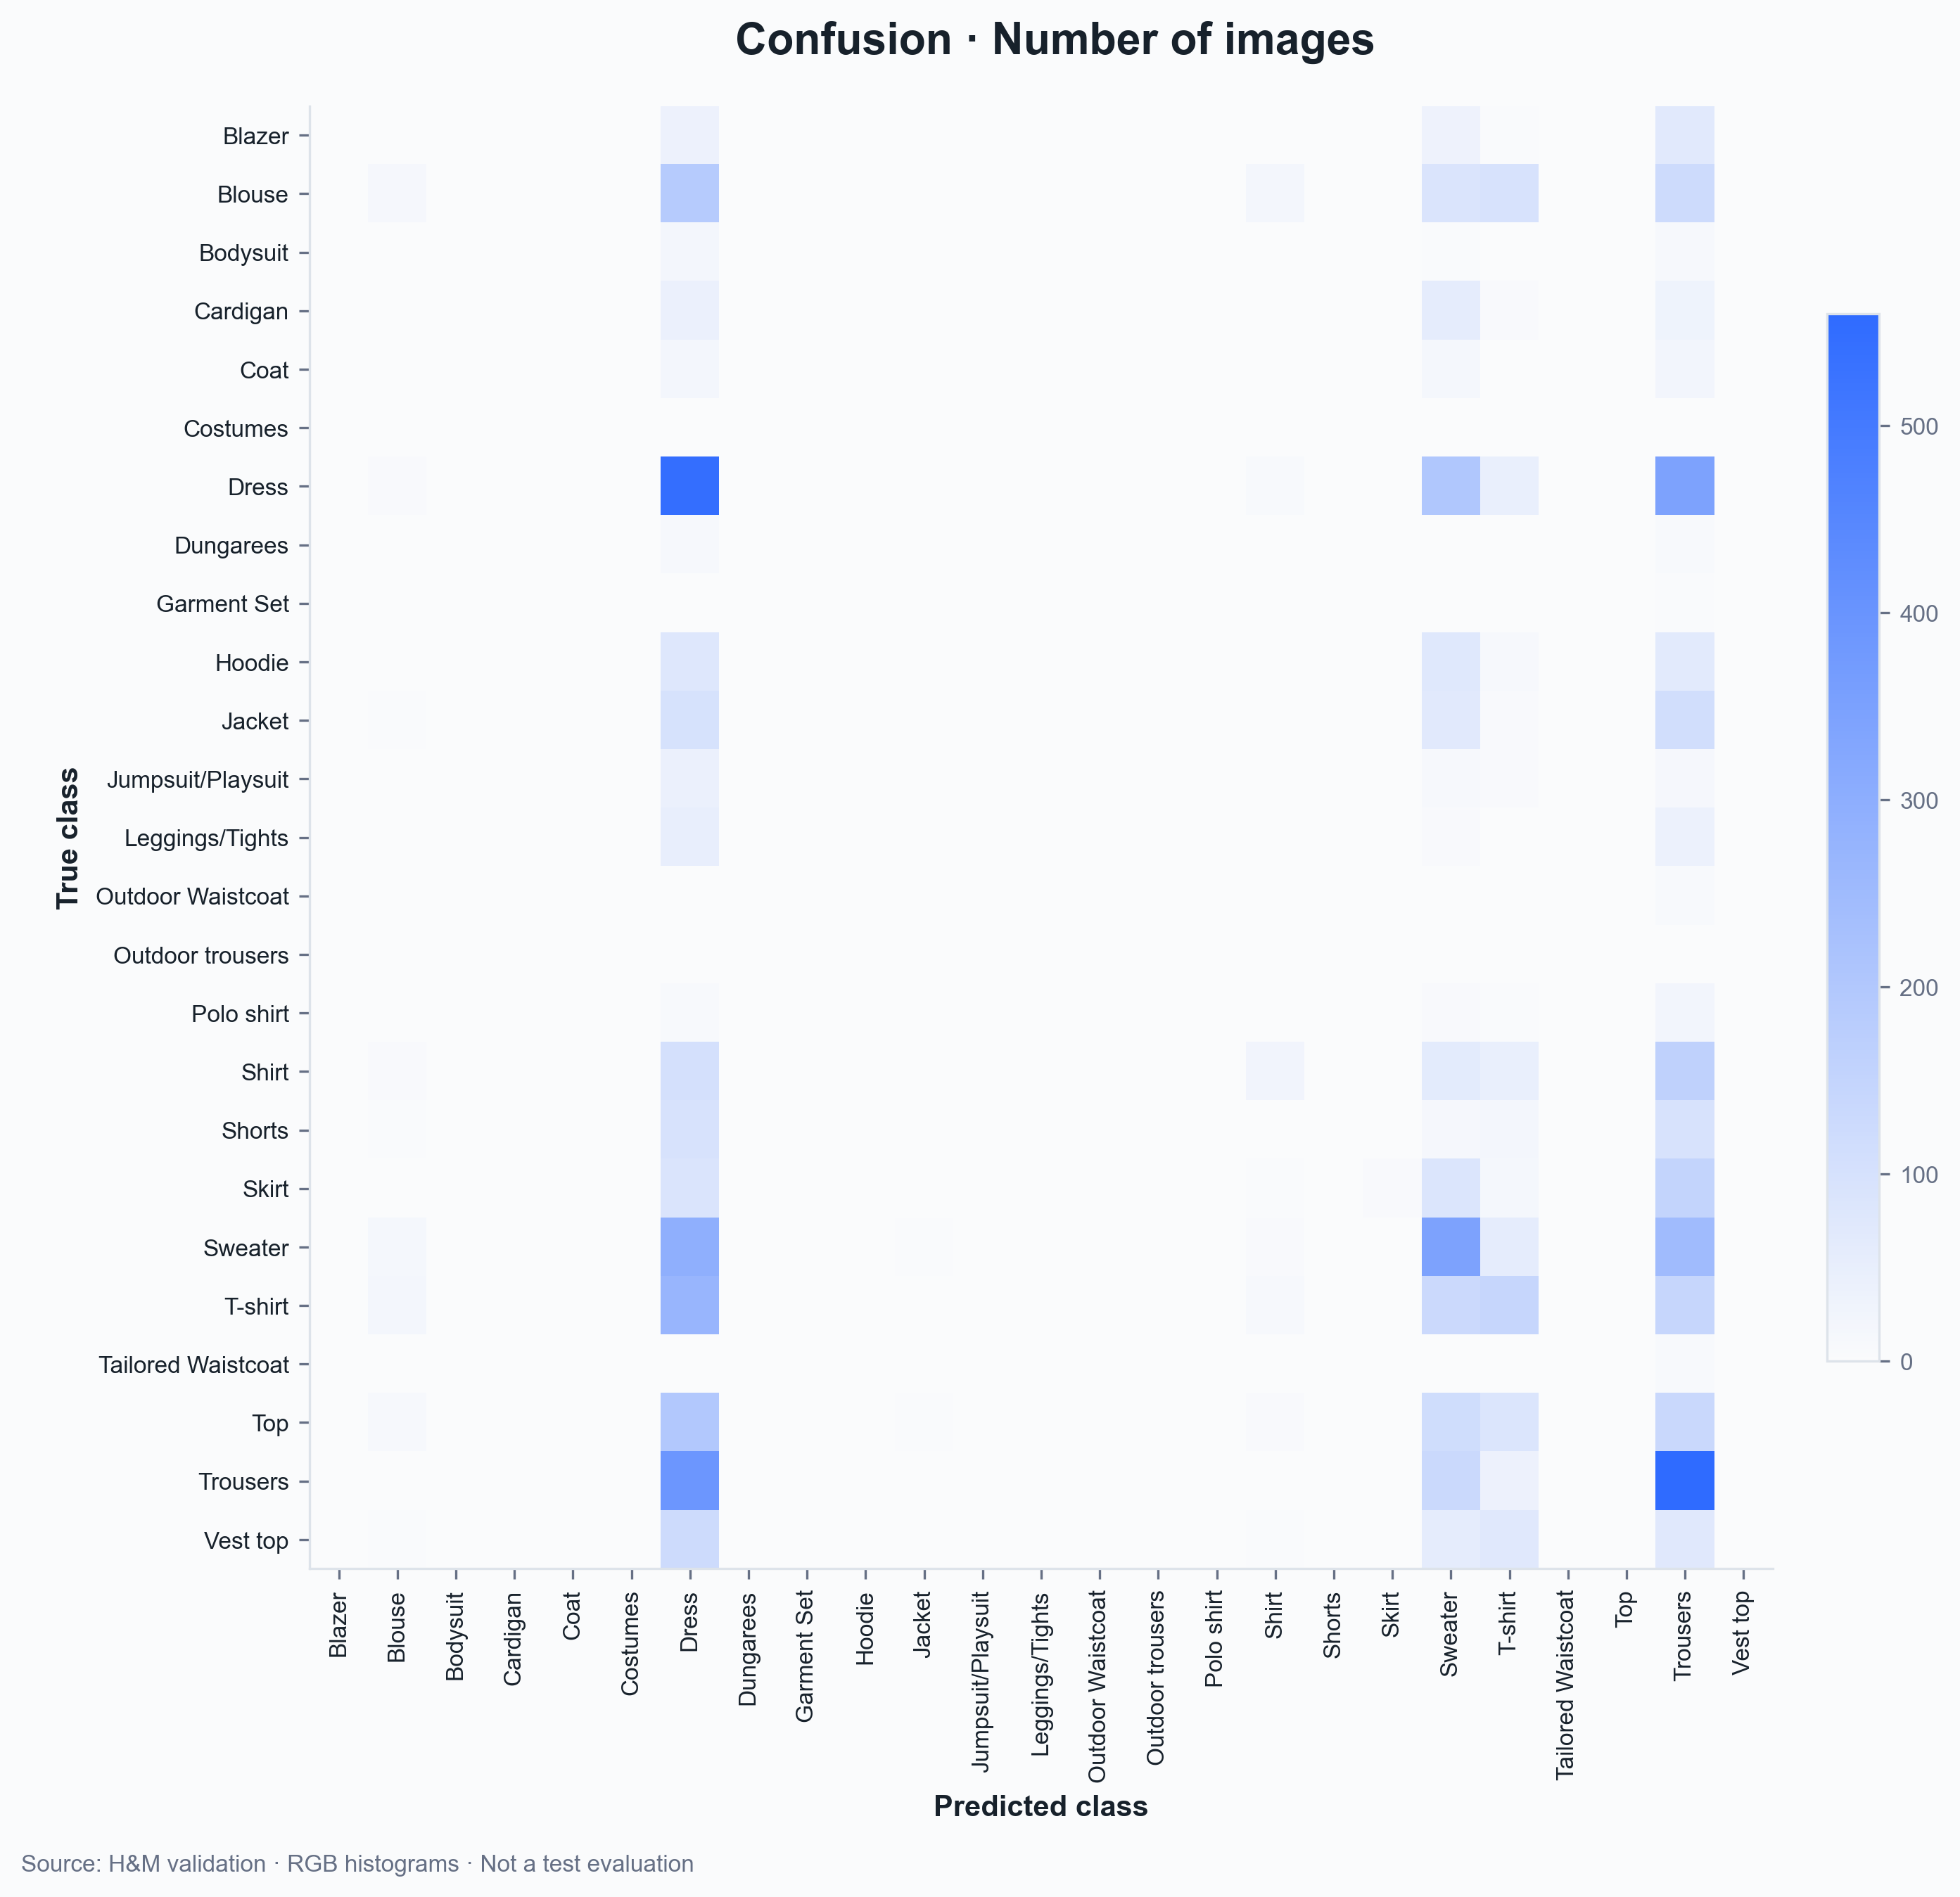 Confusion · Number of images
True class
Blazer
Blouse
Bodysuit
Cardigan
Coat
Costumes
Dress
Dungarees
Garment Set
Hoodie
Jacket
Jumpsuit/Playsuit
Leggings/Tights
Outdoor Waistcoat
Outdoor trousers
Polo shirt
Shirt
Shorts
Skirt
Sweater
T-shirt
Tailored Waistcoat
Top
Trousers
Vest top
500
400
300
200
100
0
Blazer
Blouse
Bodysuit
Cardigan
Coat
Costumes
Dress
Dungarees
Garment Set
Hoodie
Jacket
Jumpsuit/Playsuit
Leggings/Tights
Outdoor Waistcoat
Outdoor trousers
Polo shirt
Shirt
Shorts
Skirt
Sweater
T-shirt
Tailored Waistcoat
Top
Trousers
Vest top
Predicted class
Source: H&M validation · RGB histograms · Not a test evaluation